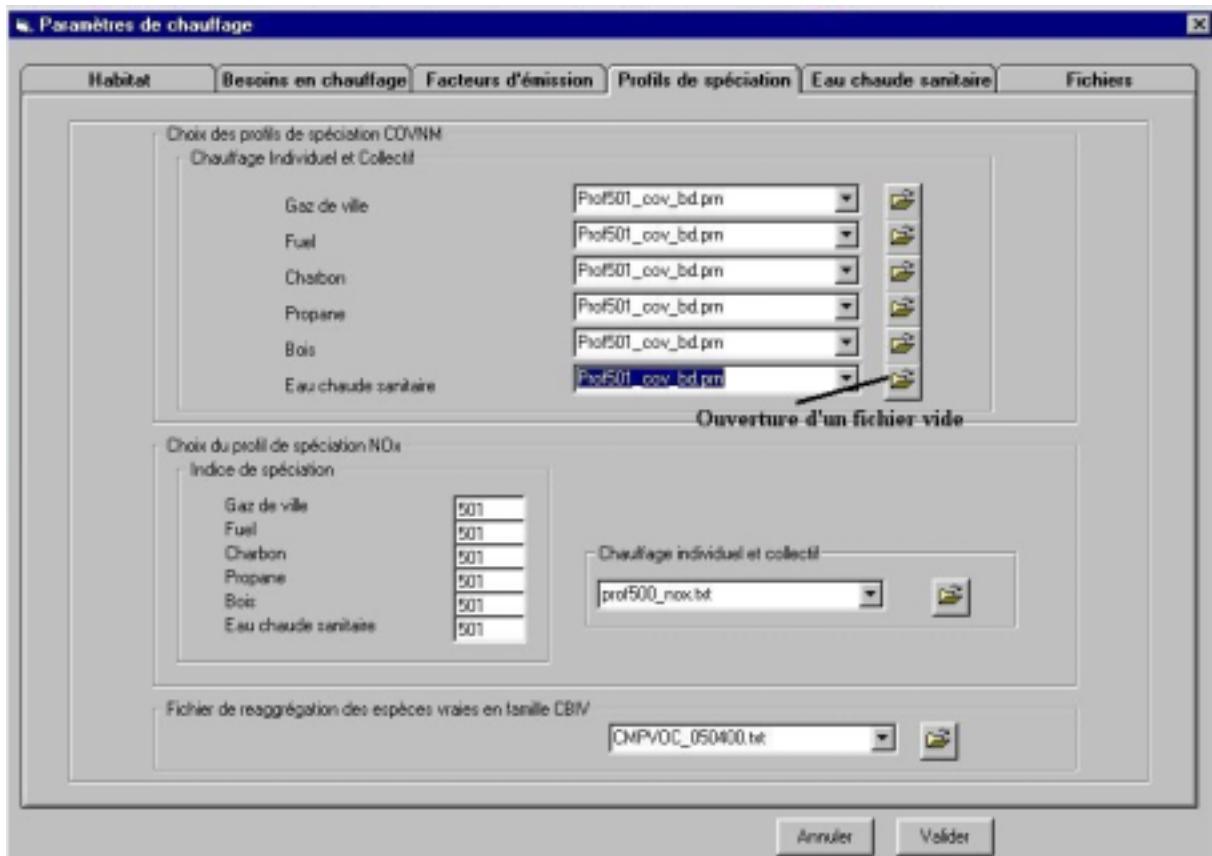 Paramètres de chauffage
Habitat Besoins en chauffage Facteurs d'émission Profils de spéciation Eau chaude sanitaire Fichiers
Choix des profils de spéciation COVNM
Chauffage Individuel et Collectif
Gaz de ville Prof501_cov_bd.prn
Fuel Prof501_cov_bd.prn
Charbon Prof501_cov_bd.prn
Propane Prof501_cov_bd.prn
Bois Prof501_cov_bd.prn
Eau chaude sanitaire Prof501_cov_bd.prn
Ouverture d'un fichier vide
Choix du profil de spéciation NOx
Indice de spéciation
Gaz de ville 501
Fuel 501
Charbon 501
Propane 501
Bois 501
Eau chaude sanitaire 501
Chauffage individuel et collectif
prof500_nox.txt
Fichier de reaggrégation des espèces vraies en famille CBIV
CMPVOC_050400.txt
Annuler Valider